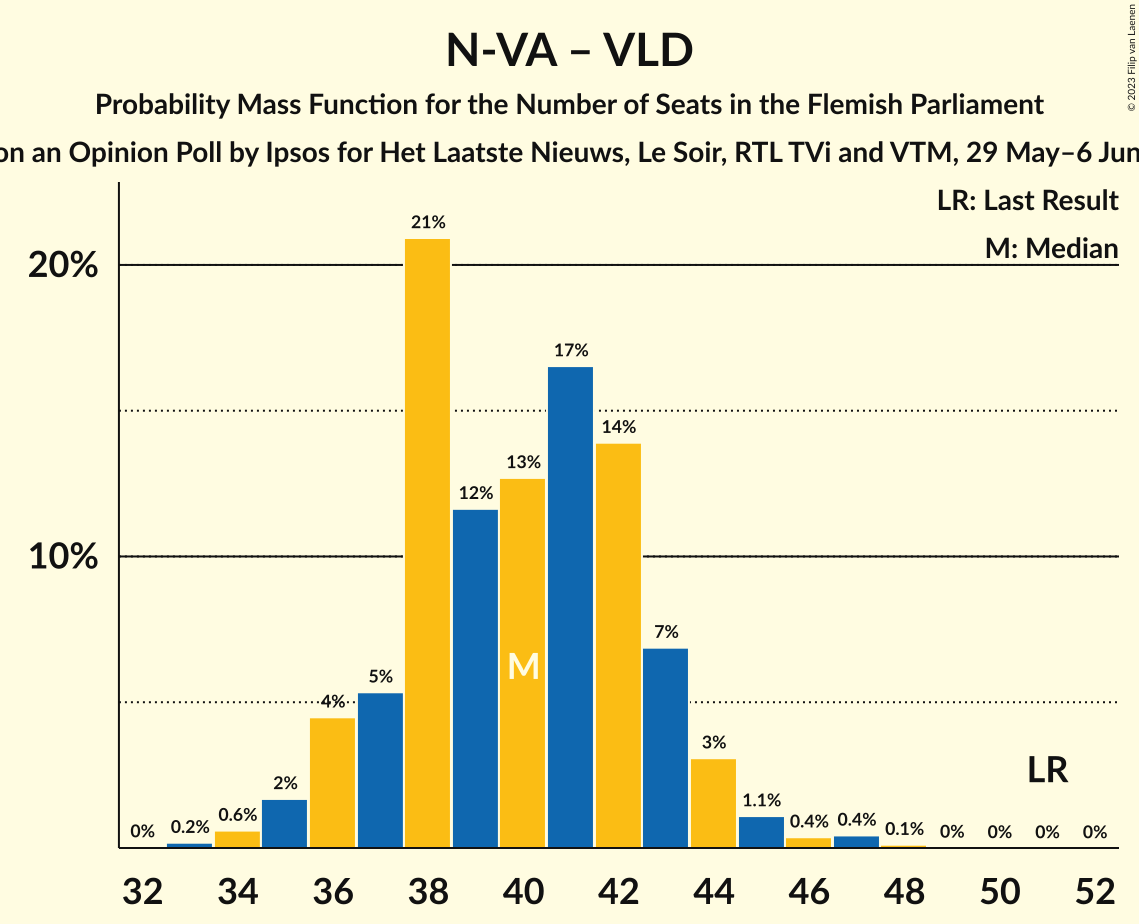 N-VA – VLD
Probability Mass Function for the Number of Seats in the Flemish Parliament
on an Opinion Poll by Ipsos for Het Laatste Nieuws, Le Soir, RTL TVi and VTM, 29 May–6 Jun
© 2023 Filip van Laenen
LR: Last Result
M: Median
20%
10%
0%
0.2%
0.6%
2%
4%
5%
21%
12%
13%
17%
14%
7%
3%
1.1%
0.4%
0.4%
0.1%
0%
0%
0%
0%
M
LR
32 34 36 38 40 42 44 46 48 50 52